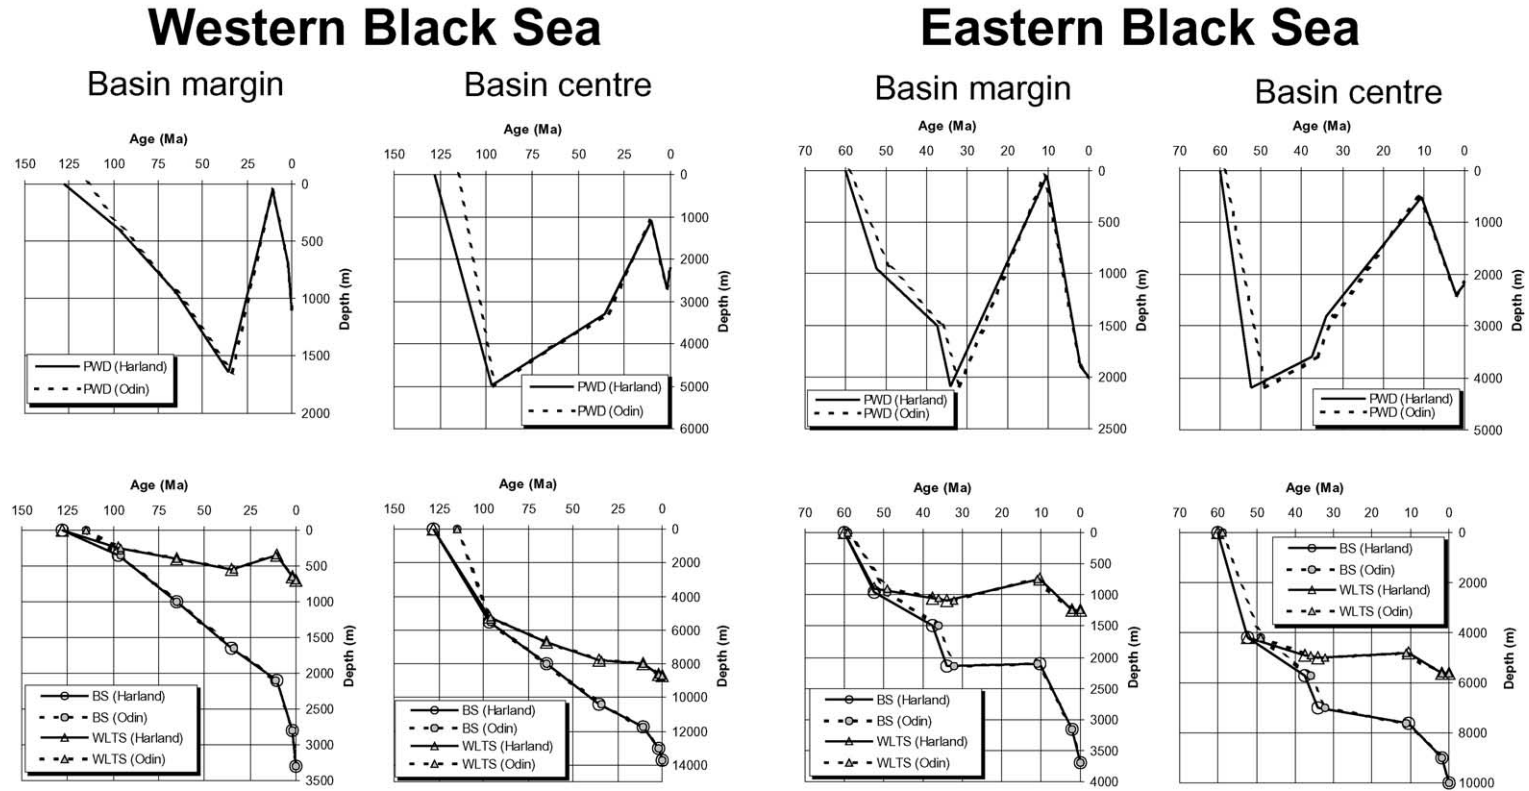 Western Black Sea
Eastern Black Sea
Basin margin
Basin centre
Basin margin
Basin centre
Age (Ma)
150 125 100 75 50 25 0
0
500
1000
1500
2000
Depth (m)
PWD (Harland)
PWD (Odin)
Age (Ma)
150 125 100 75 50 25 0
0
1000
2000
3000
4000
5000
6000
Depth (m)
PWD (Harland)
PWD (Odin)
Age (Ma)
70 60 50 40 30 20 10 0
0
500
1000
1500
2000
2500
Depth (m)
PWD (Harland)
PWD (Odin)
Age (Ma)
70 60 50 40 30 20 10 0
0
1000
2000
3000
4000
5000
Depth (m)
PWD (Harland)
PWD (Odin)
Age (Ma)
150 125 100 75 50 25 0
0
500
1000
1500
2000
2500
3000
3500
Depth (m)
BS (Harland)
BS (Odin)
WLTS (Harland)
WLTS (Odin)
Age (Ma)
150 125 100 75 50 25 0
0
2000
4000
6000
8000
10000
12000
14000
Depth (m)
BS (Harland)
BS (Odin)
WLTS (Harland)
WLTS (Odin)
Age (Ma)
70 60 50 40 30 20 10 0
0
500
500
1000
1500
2000
2500
3000
3500
4000
Depth (m)
BS (Harland)
BS (Odin)
WLTS (Harland)
WLTS (Odin)
Age (Ma)
70 60 50 40 30 20 10 0
0
2000
4000
6000
8000
10000
Depth (m)
BS (Harland)
BS (Odin)
WLTS (Harland)
WLTS (Odin)